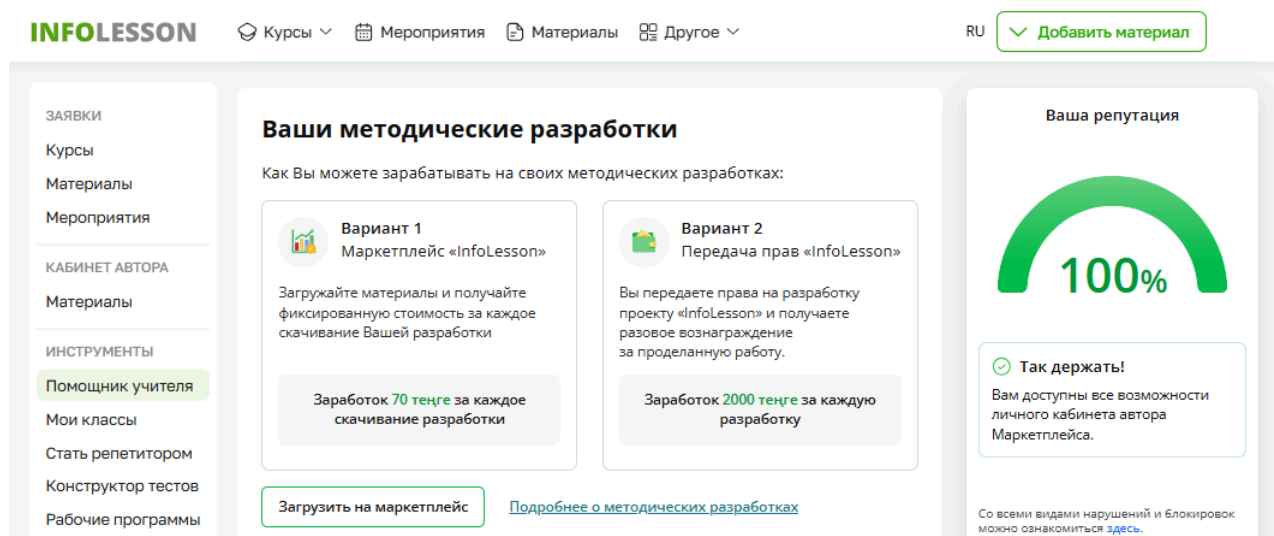 INFOLESSON
Курсы
Мероприятия
Материалы
Другое
RU
Добавить материал
ЗАЯВКИ
Курсы
Материалы
Мероприятия
КАБИНЕТ АВТОРА
Материалы
ИНСТРУМЕНТЫ
Помощник учителя
Мои классы
Стать репетитором
Конструктор тестов
Рабочие программы
Ваши методические разработки
Как Вы можете зарабатывать на своих методических разработках:
Вариант 1
Маркетплейс «InfoLesson»
Загружайте материалы и получайте
фиксированную стоимость за каждое
скачивание Вашей разработки
Заработок 70 теңге за каждое
скачивание разработки
Вариант 2
Передача прав «InfoLesson»
Вы передаете права на разработку
проекту «InfoLesson» и получаете
разовое вознаграждение
за проделанную работу.
Заработок 2000 теңге за каждую
разработку
Загрузить на маркетплейс
Подробнее о методических разработках
Ваша репутация
100%
Так держать!
Вам доступны все возможности
личного кабинета автора
Маркетплейса.
Со всеми видами нарушений и блокировок
можно ознакомиться здесь.